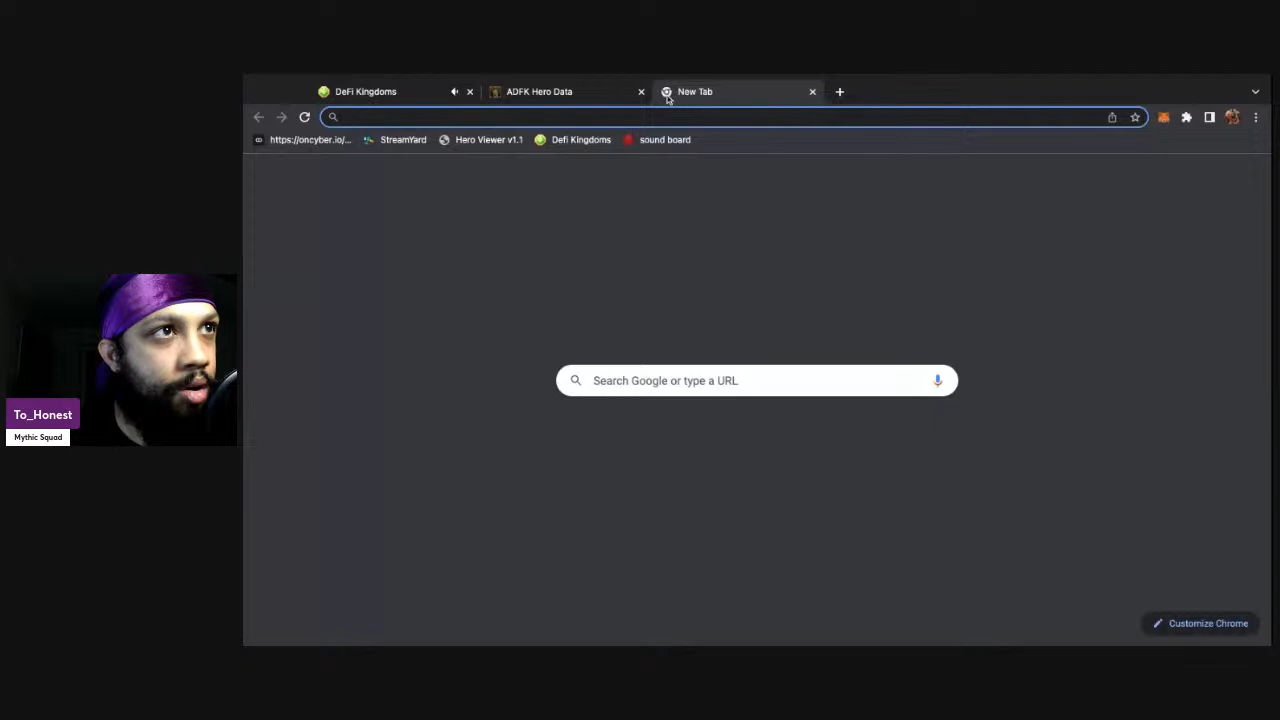 DeFi Kingdoms
ADFK Hero Data
New Tab
https://oncyber.io/...
StreamYard
Hero Viewer v1.1
Defi Kingdoms
sound board
Search Google or type a URL
To_Honest
Mythic Squad
Customize Chrome